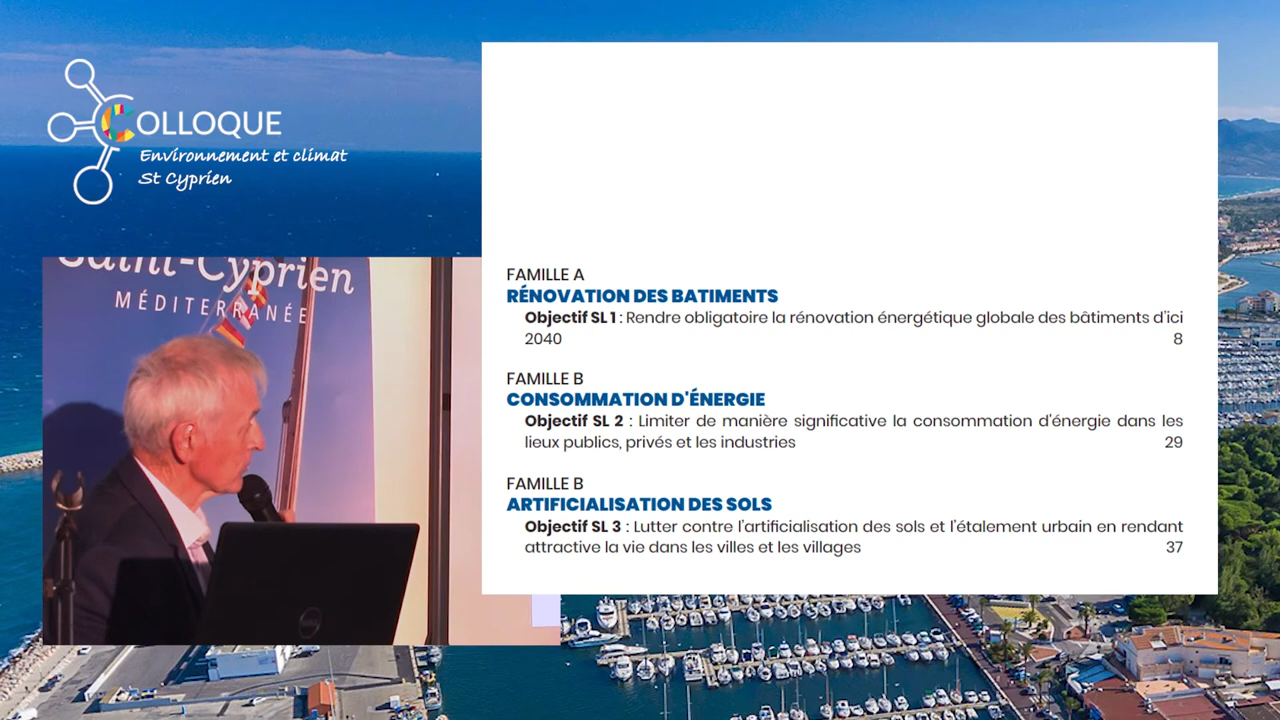 COLLOQUE
Environnement et climat
St Cyprien
Saint-Cyprien
MÉDITERRANÉE
DELL
FAMILLE A
RÉNOVATION DES BATIMENTS
Objectif SL 1 : Rendre obligatoire la rénovation énergétique globale des bâtiments d'ici
2040 8
FAMILLE B
CONSOMMATION D'ÉNERGIE
Objectif SL 2 : Limiter de manière significative la consommation d'énergie dans les
lieux publics, privés et les industries 29
FAMILLE B
ARTIFICIALISATION DES SOLS
Objectif SL 3 : Lutter contre l'artificialisation des sols et l'étalement urbain en rendant
attractive la vie dans les villes et les villages 37